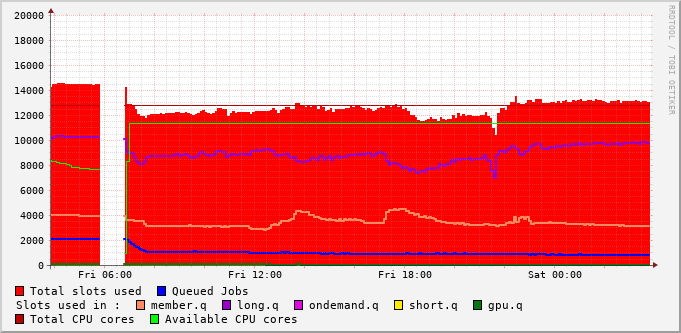 RRDTOOL / TOBI OETIKER
20000
18000
16000
14000
12000
10000
8000
6000
4000
2000
0
Fri 06:00 Fri 12:00 Fri 18:00 Sat 00:00
Total slots used Queued Jobs
Slots used in : member.q long.q ondemand.q short.q gpu.q
Total CPU cores Available CPU cores